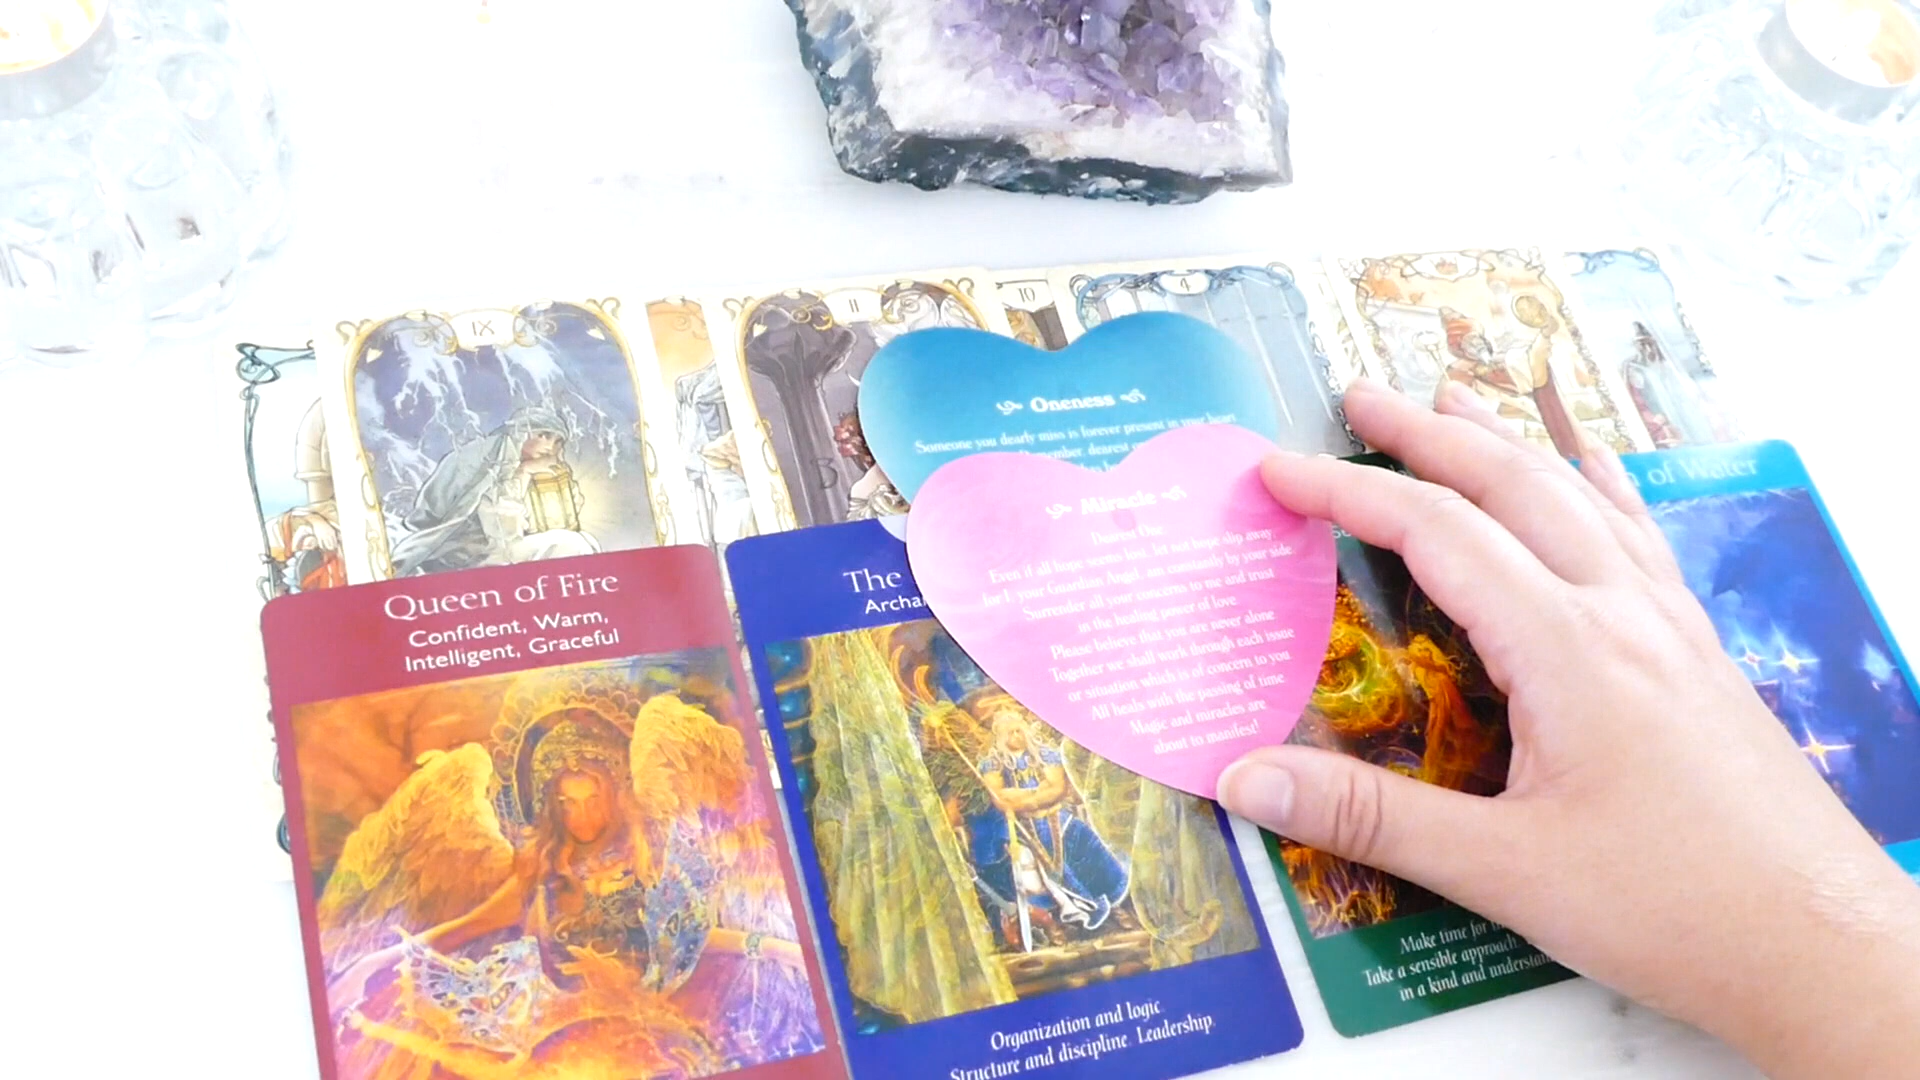 IX
II
10
4
Oneness
Someone you dearly miss is forever present in your heart
Remember, dearest
has
Miracle
Dearest One
Even if all hope seems lost, let not hope slip away,
for I, your Guardian Angel, am constantly by your side.
Surrender all your concerns to me and trust
in the healing power of love.
Please believe that you are never alone
Together we shall work through each issue
or situation which is of concern to you
All heals with the passing of time
Magic and miracles are
about to manifest!
of Water
Queen of Fire
Confident, Warm,
Intelligent, Graceful
The
Organization and logic.
Structure and discipline. Leadership.
Make time for
Take a sensible approach.
in a kind and